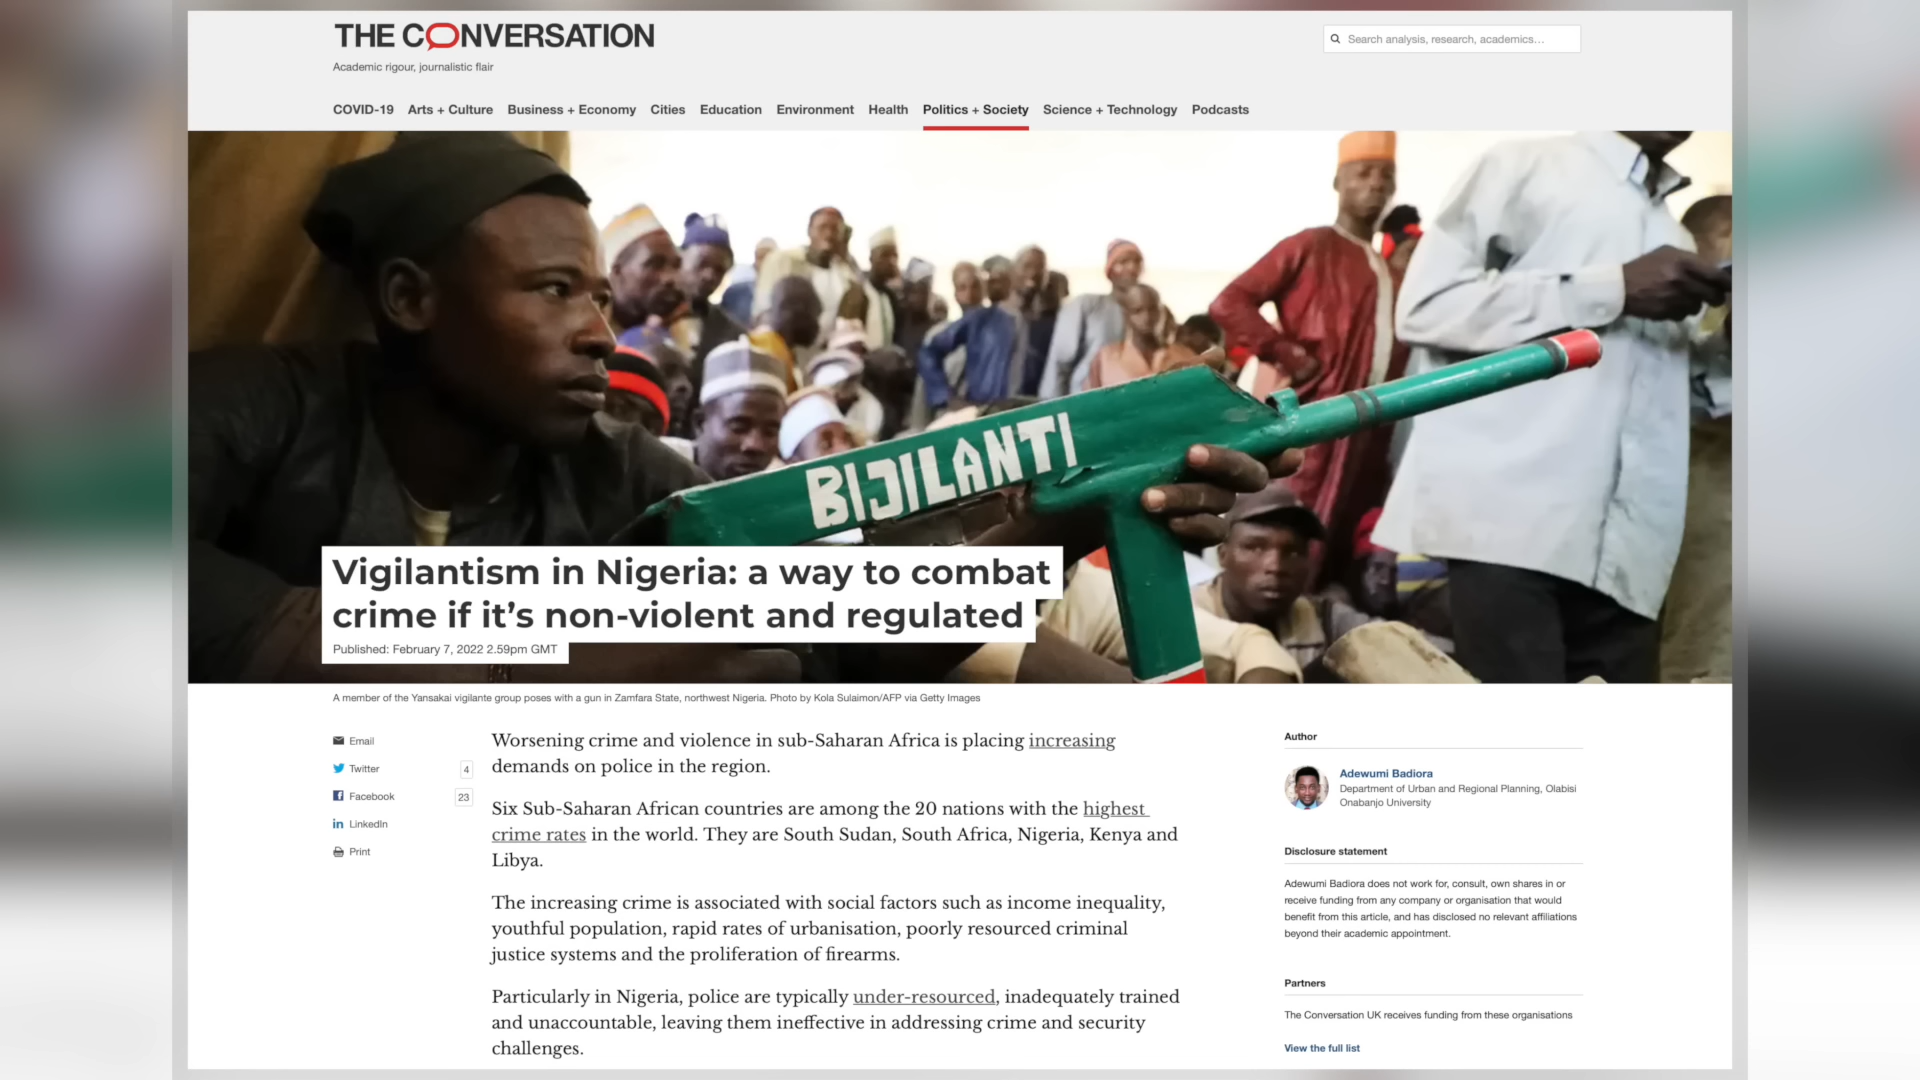 THE CONVERSATION
Academic rigour, journalistic flair
Search analysis, research, academics...
COVID-19 Arts + Culture Business + Economy Cities Education Environment Health Politics + Society Science + Technology Podcasts
BIJILANTI
Vigilantism in Nigeria: a way to combat
crime if it’s non-violent and regulated
Published: February 7, 2022 2.59pm GMT
A member of the Yansakai vigilante group poses with a gun in Zamfara State, northwest Nigeria. Photo by Kola Sulaimon/AFP via Getty Images
Email
Twitter 4
Facebook 23
LinkedIn
Print
Worsening crime and violence in sub-Saharan Africa is placing increasing
demands on police in the region.
Six Sub-Saharan African countries are among the 20 nations with the highest
crime rates in the world. They are South Sudan, South Africa, Nigeria, Kenya and
Libya.
The increasing crime is associated with social factors such as income inequality,
youthful population, rapid rates of urbanisation, poorly resourced criminal
justice systems and the proliferation of firearms.
Particularly in Nigeria, police are typically under-resourced, inadequately trained
and unaccountable, leaving them ineffective in addressing crime and security
challenges.
Author
Adewumi Badiora
Department of Urban and Regional Planning, Olabisi
Onabanjo University
Disclosure statement
Adewumi Badiora does not work for, consult, own shares in or
receive funding from any company or organisation that would
benefit from this article, and has disclosed no relevant affiliations
beyond their academic appointment.
Partners
The Conversation UK receives funding from these organisations
View the full list